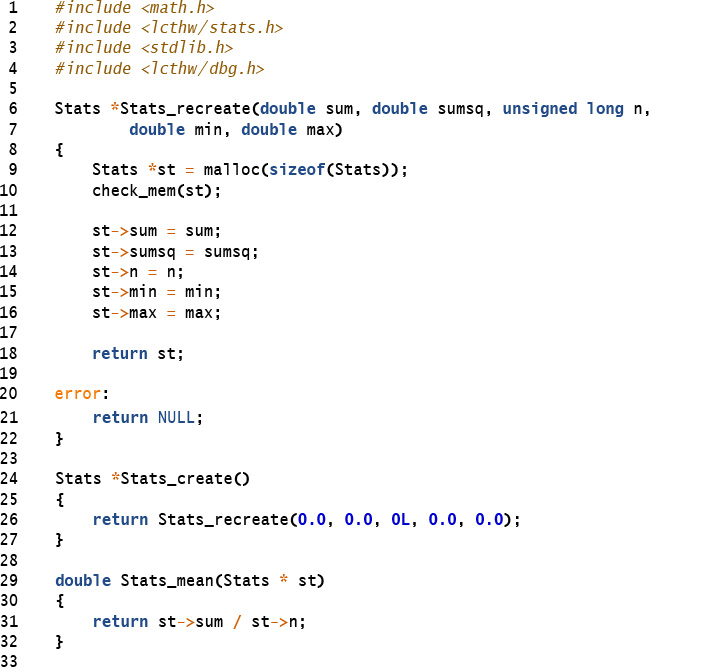 1 #include <math.h>
2 #include <lcthw/stats.h>
3 #include <stdlib.h>
4 #include <lcthw/dbg.h>
5
6 Stats *Stats_recreate(double sum, double sumsq, unsigned long n,
7         double min, double max)
8 {
9     Stats *st = malloc(sizeof(Stats));
10     check_mem(st);
11
12     st->sum = sum;
13     st->sumsq = sumsq;
14     st->n = n;
15     st->min = min;
16     st->max = max;
17
18     return st;
19
20 error:
21     return NULL;
22 }
23
24 Stats *Stats_create()
25 {
26     return Stats_recreate(0.0, 0.0, 0L, 0.0, 0.0);
27 }
28
29 double Stats_mean(Stats * st)
30 {
31     return st->sum / st->n;
32 }
33